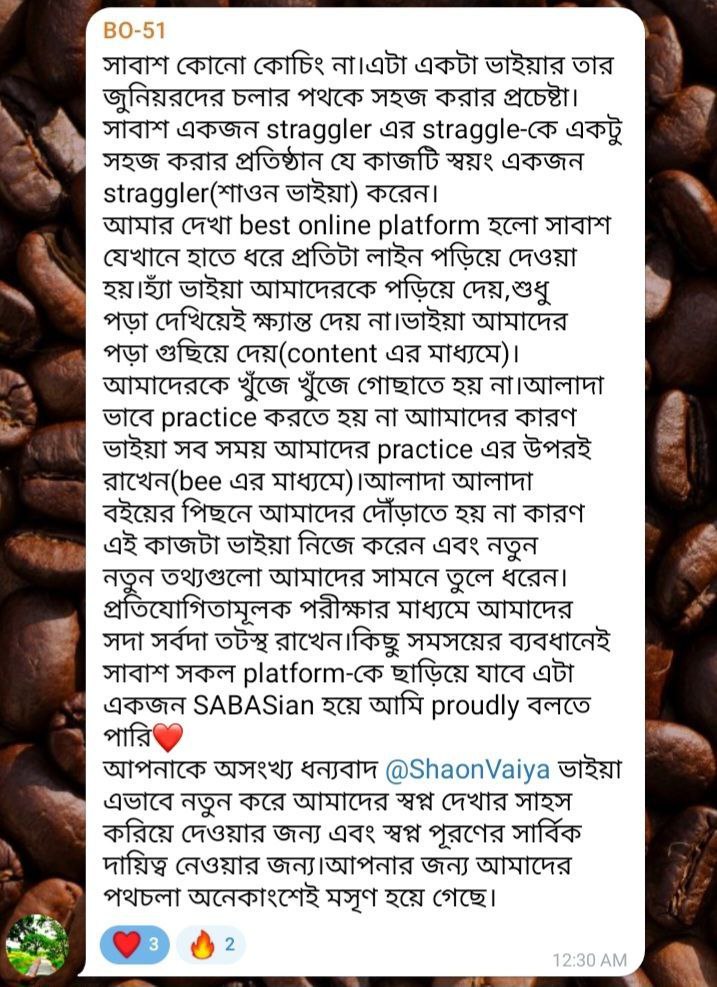 BO-51
সাবাশ কোনো কোচিং না।এটা একটা ভাইয়ার তার
জুনিয়রদের চলার পথকে সহজ করার প্রচেষ্টা।
সাবাশ একজন straggler এর straggle-কে একটু
সহজ করার প্রতিষ্ঠান যে কাজটি স্বয়ং একজন
straggler(শাওন ভাইয়া) করেন।
আমার দেখা best online platform হলো সাবাশ
যেখানে হাতে ধরে প্রতিটা লাইন পড়িয়ে দেওয়া
হয়।হ্যাঁ ভাইয়া আমাদেরকে পড়িয়ে দেয়,শুধু
পড়া দেখিয়েই ক্ষ্যান্ত দেয় না।ভাইয়া আমাদের
পড়া গুছিয়ে দেয়(content এর মাধ্যমে)।
আমাদেরকে খুঁজে খুঁজে গোছাতে হয় না।আলাদা
ভাবে practice করতে হয় না আামাদের কারণ
ভাইয়া সব সময় আমাদের practice এর উপরই
রাখেন(bee এর মাধ্যমে)।আলাদা আলাদা
বইয়ের পিছনে আমাদের দৌঁড়াতে হয় না কারণ
এই কাজটা ভাইয়া নিজে করেন এবং নতুন
নতুন তথ্যগুলো আমাদের সামনে তুলে ধরেন।
প্রতিযোগিতামূলক পরীক্ষার মাধ্যমে আমাদের
সদা সর্বদা তটস্থ রাখেন।কিছু সমসয়ের ব্যবধানেই
সাবাশ সকল platform-কে ছাড়িয়ে যাবে এটা
একজন SABASian হয়ে আমি proudly বলতে
পারি❤️
আপনাকে অসংখ্য ধন্যবাদ @ShaonVaiya ভাইয়া
এভাবে নতুন করে আমাদের স্বপ্ন দেখার সাহস
করিয়ে দেওয়ার জন্য এবং স্বপ্ন পূরণের সার্বিক
দায়িত্ব নেওয়ার জন্য।আপনার জন্য আমাদের
পথচলা অনেকাংশেই মসৃণ হয়ে গেছে।
❤️ 3 🔥 2
12:30 AM